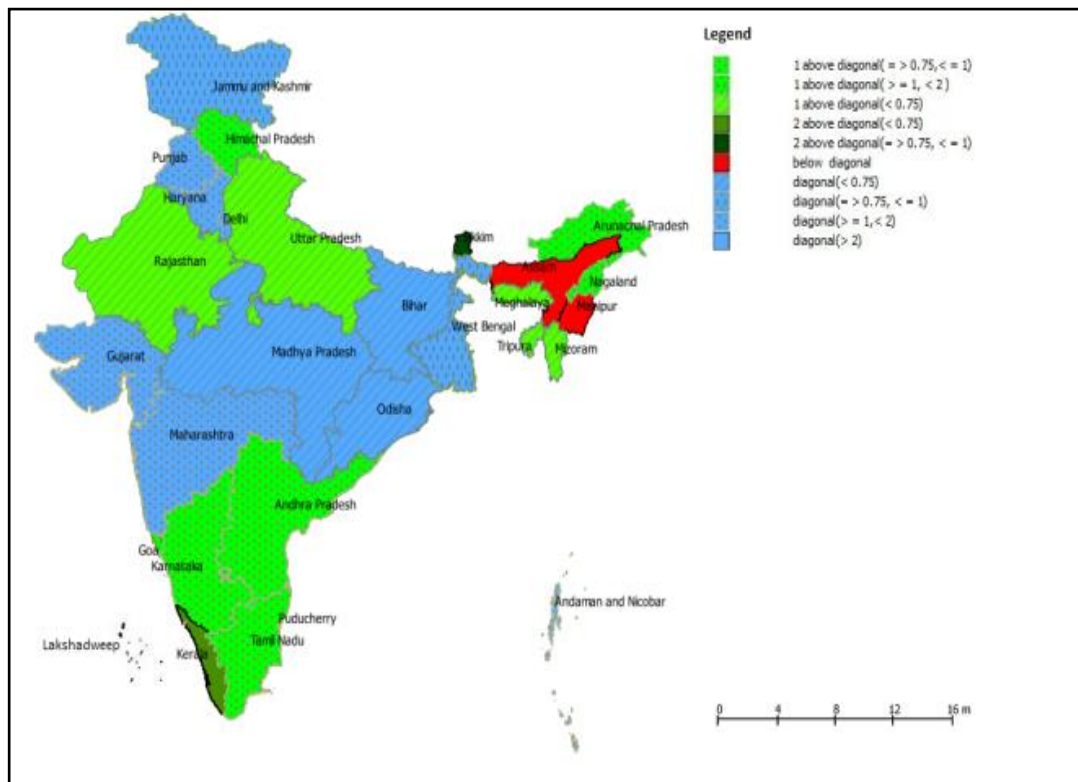 Legend
1 above diagonal( = > 0.75,< = 1)
1 above diagonal( > = 1, < 2 )
1 above diagonal(< 0.75)
2 above diagonal(< 0.75)
2 above diagonal(= > 0.75, < = 1)
below diagonal
diagonal(< 0.75)
diagonal(= > 0.75, < = 1)
diagonal(> = 1,< 2)
diagonal(> 2)
Jammu and Kashmir
Himachal Pradesh
Punjab
Haryana
Delhi
Uttar Pradesh
Rajasthan
Sikkim
Arunachal Pradesh
Assam
Nagaland
Meghalaya
Manipur
Bihar
West Bengal
Tripura
Mizoram
Gujarat
Madhya Pradesh
Odisha
Maharashtra
Andhra Pradesh
Goa
Karnataka
Puducherry
Tamil Nadu
Kerala
Lakshadweep
Andaman and Nicobar
0 4 8 12 16 m